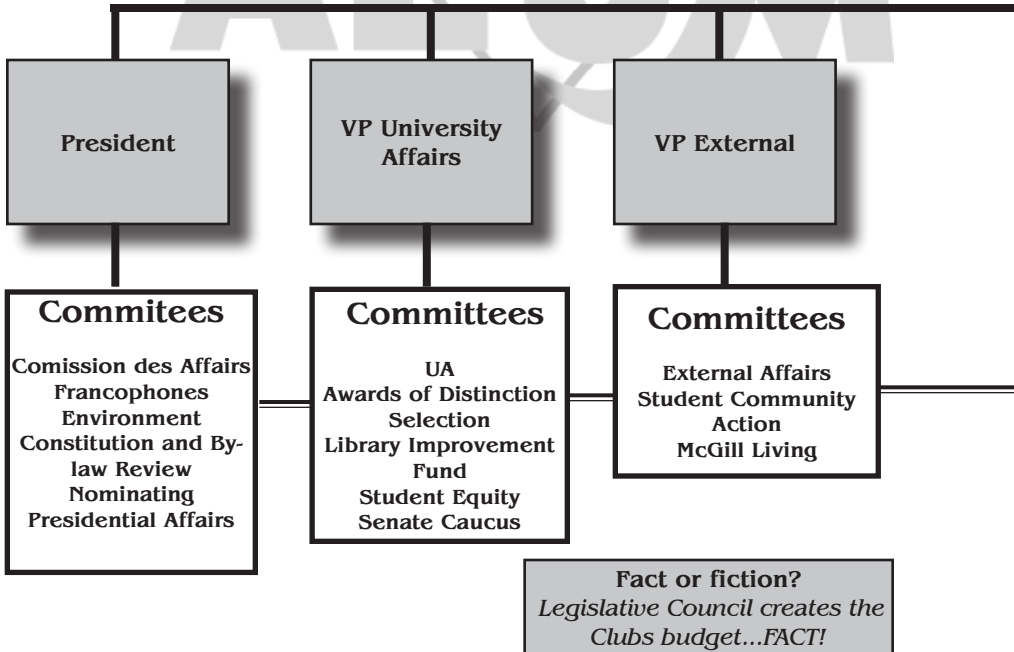 President
VP University
Affairs
VP External
Commitees
Comission des Affairs
Francophones
Environment
Constitution and By-
law Review
Nominating
Presidential Affairs
Committees
UA
Awards of Distinction
Selection
Library Improvement
Fund
Student Equity
Senate Caucus
Committees
External Affairs
Student Community
Action
McGill Living
Fact or fiction?
Legislative Council creates the
Clubs budget...FACT!